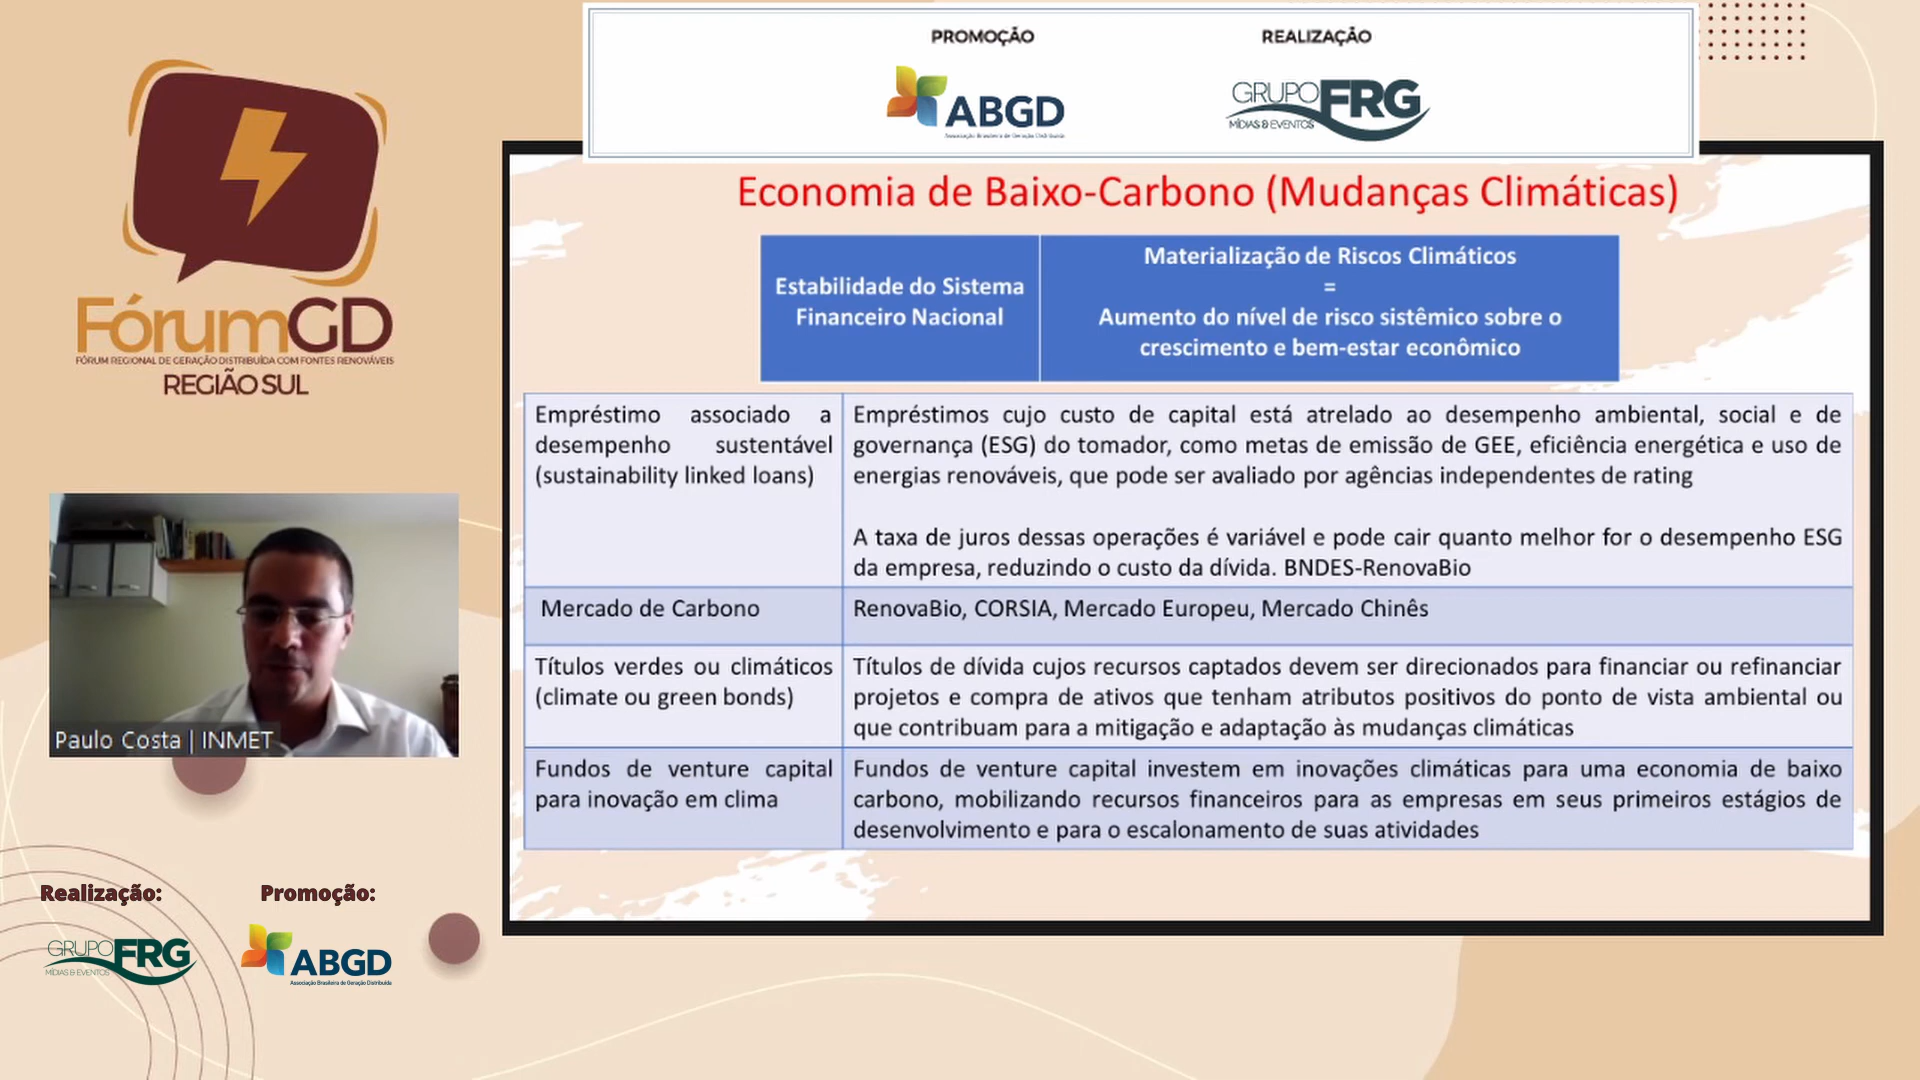 PROMOÇÃO
REALIZAÇÃO
ABGD
Associação Brasileira de Geração Distribuída
GRUPO FRG
MÍDIAS & EVENTOS
FórumGD
FÓRUM REGIONAL DE GERAÇÃO DISTRIBUÍDA COM FONTES RENOVÁVEIS
REGIÃO SUL
Economia de Baixo-Carbono (Mudanças Climáticas)
Estabilidade do Sistema
Financeiro Nacional
Materialização de Riscos Climáticos
=
Aumento do nível de risco sistêmico sobre o
crescimento e bem-estar econômico
Empréstimo associado a
desempenho sustentável
(sustainability linked loans)
Empréstimos cujo custo de capital está atrelado ao desempenho ambiental, social e de
governança (ESG) do tomador, como metas de emissão de GEE, eficiência energética e uso de
energias renováveis, que pode ser avaliado por agências independentes de rating
A taxa de juros dessas operações é variável e pode cair quanto melhor for o desempenho ESG
da empresa, reduzindo o custo da dívida. BNDES-RenovaBio
Mercado de Carbono
RenovaBio, CORSIA, Mercado Europeu, Mercado Chinês
Títulos verdes ou climáticos
(climate ou green bonds)
Títulos de dívida cujos recursos captados devem ser direcionados para financiar ou refinanciar
projetos e compra de ativos que tenham atributos positivos do ponto de vista ambiental ou
que contribuam para a mitigação e adaptação às mudanças climáticas
Fundos de venture capital
para inovação em clima
Fundos de venture capital investem em inovações climáticas para uma economia de baixo
carbono, mobilizando recursos financeiros para as empresas em seus primeiros estágios de
desenvolvimento e para o escalonamento de suas atividades
Paulo Costa | INMET
Realização:
Promoção:
GRUPO FRG
MÍDIAS & EVENTOS
ABGD
Associação Brasileira de Geração Distribuída